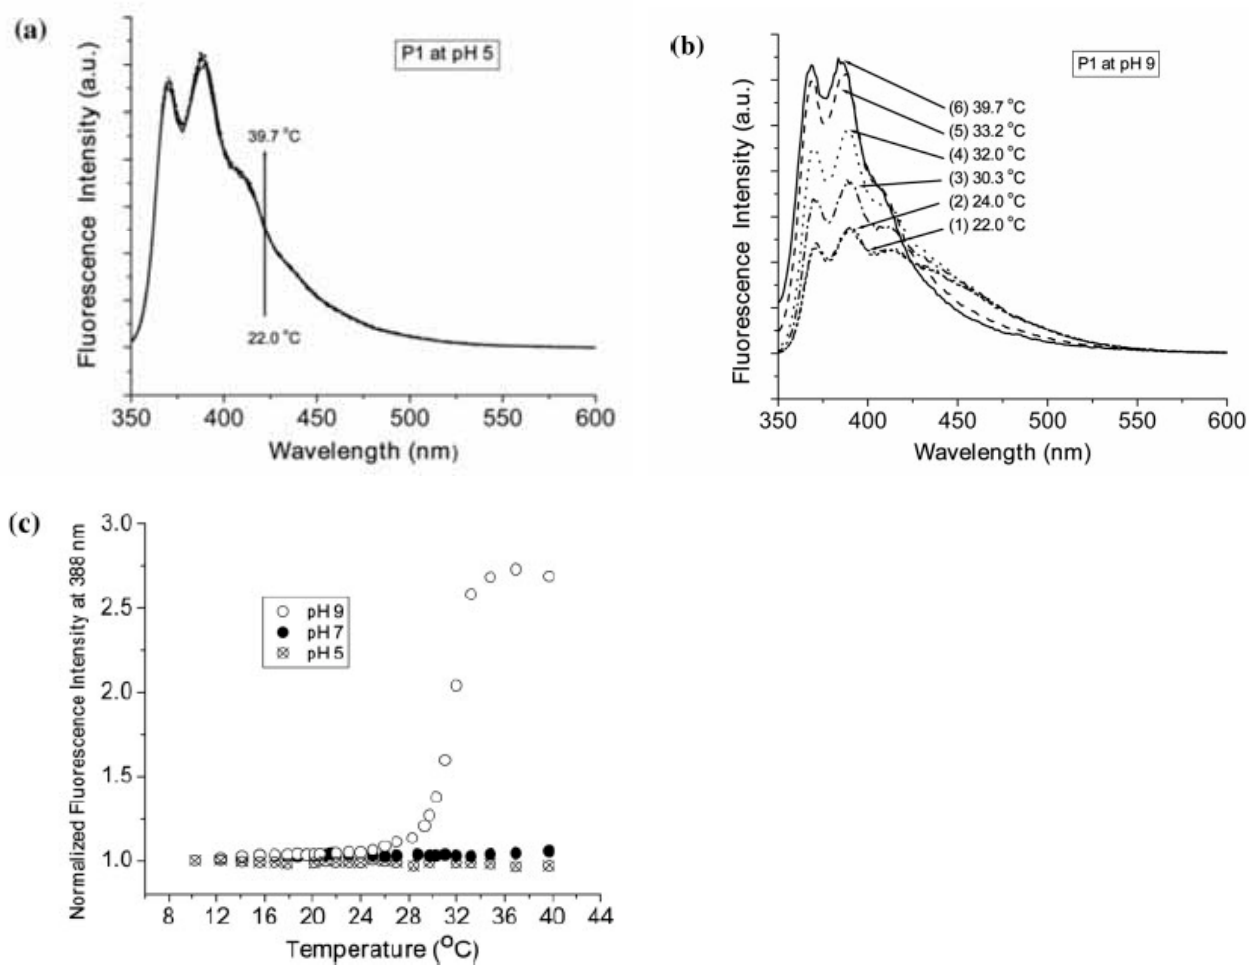 (a)
Fluorescence Intensity (a.u.)
P1 at pH 5
39.7 °C
22.0 °C
350 400 450 500 550 600
Wavelength (nm)
(b)
Fluorescence Intensity (a.u.)
P1 at pH 9
(6) 39.7 °C
(5) 33.2 °C
(4) 32.0 °C
(3) 30.3 °C
(2) 24.0 °C
(1) 22.0 °C
350 400 450 500 550 600
Wavelength (nm)
(c)
Normalized Fluorescence Intensity at 388 nm
3.0
2.5
2.0
1.5
1.0
pH 9
pH 7
pH 5
8 12 16 20 24 28 32 36 40 44
Temperature (°C)